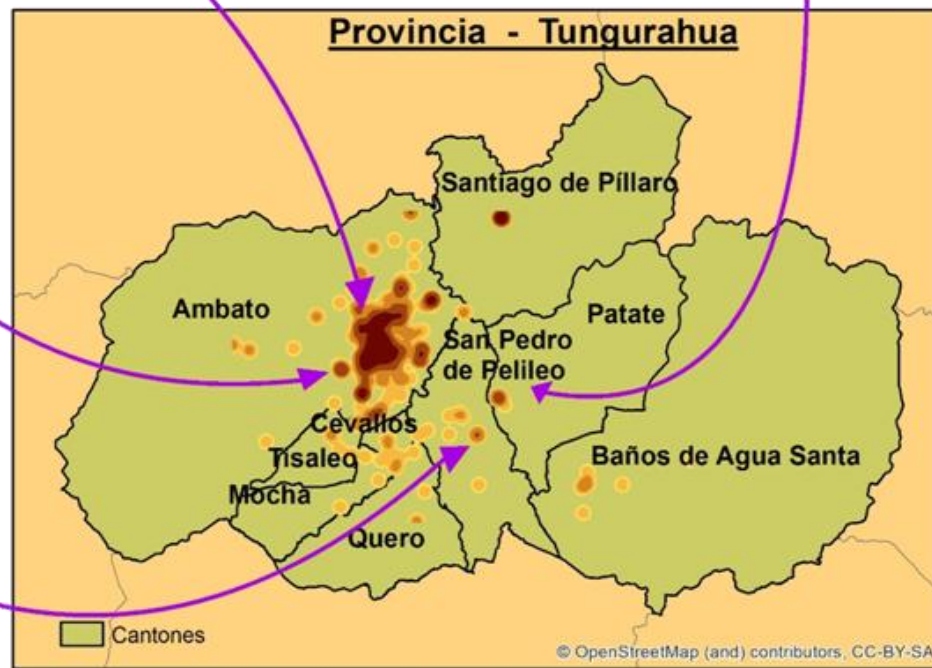 Provincia - Tungurahua
Santiago de Píllaro
Ambato
Patate
San Pedro
de Pelileo
Cevallos
Tisaleo
Baños de Agua Santa
Mocha
Quero
Cantones
© OpenStreetMap (and) contributors, CC-BY-SA